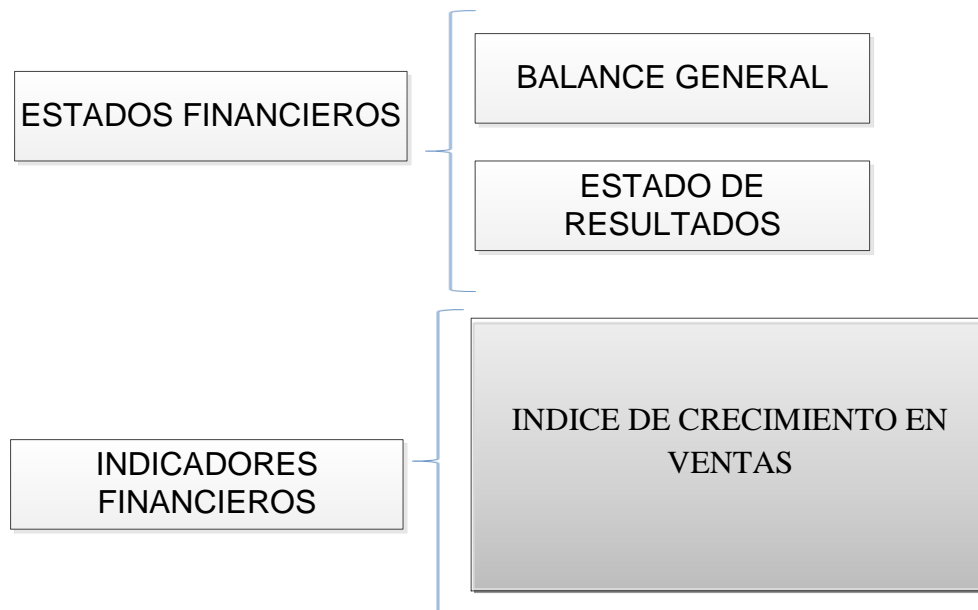 ESTADOS FINANCIEROS
BALANCE GENERAL
ESTADO DE
RESULTADOS
INDICADORES
FINANCIEROS
INDICE DE CRECIMIENTO EN
VENTAS